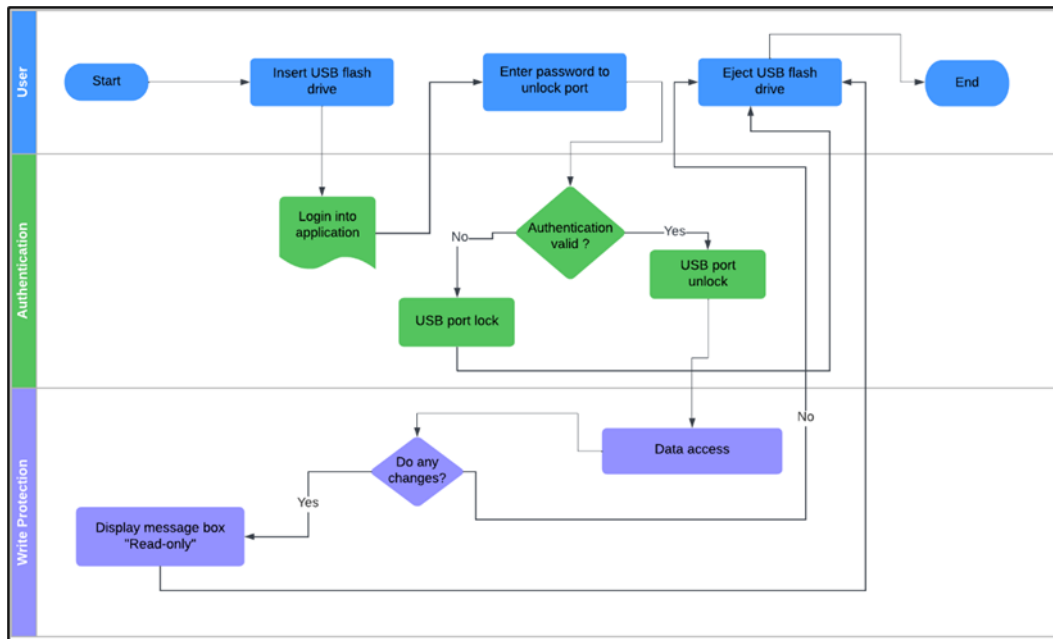 User
Start
Insert USB flash
drive
Enter password to
unlock port
Eject USB flash
drive
End
Authentication
Login into
application
Authentication
valid ?
No
Yes
USB port
unlock
USB port lock
Write Protection
No
Data access
Do any
changes?
Yes
Display message box
"Read-only"